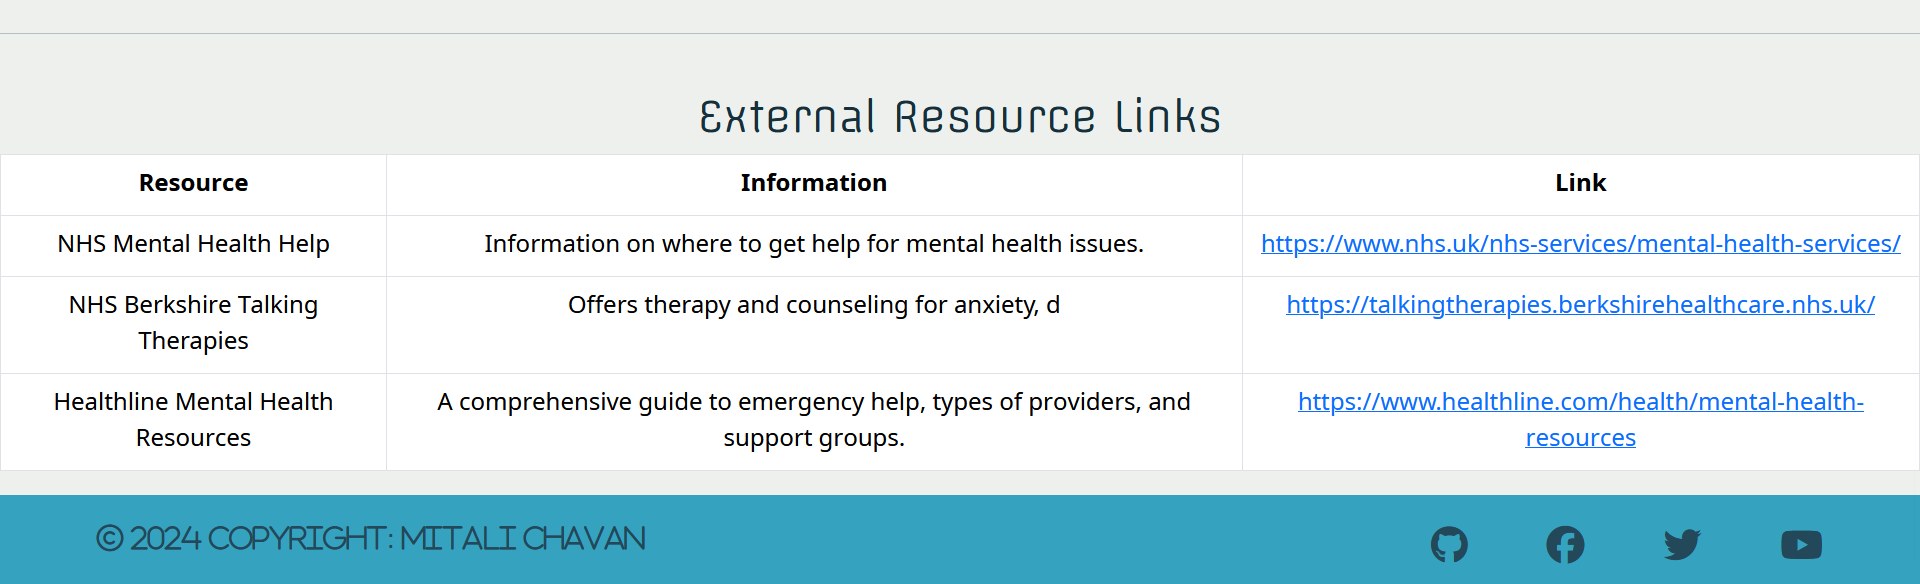 External Resource Links
Resource
Information
Link
NHS Mental Health Help
Information on where to get help for mental health issues.
https://www.nhs.uk/nhs-services/mental-health-services/
NHS Berkshire Talking
Therapies
Offers therapy and counseling for anxiety, d
https://talkingtherapies.berkshirehealthcare.nhs.uk/
Healthline Mental Health
Resources
A comprehensive guide to emergency help, types of providers, and
support groups.
https://www.healthline.com/health/mental-health-
resources
© 2024 COPYRIGHT: MITALI CHAVAN